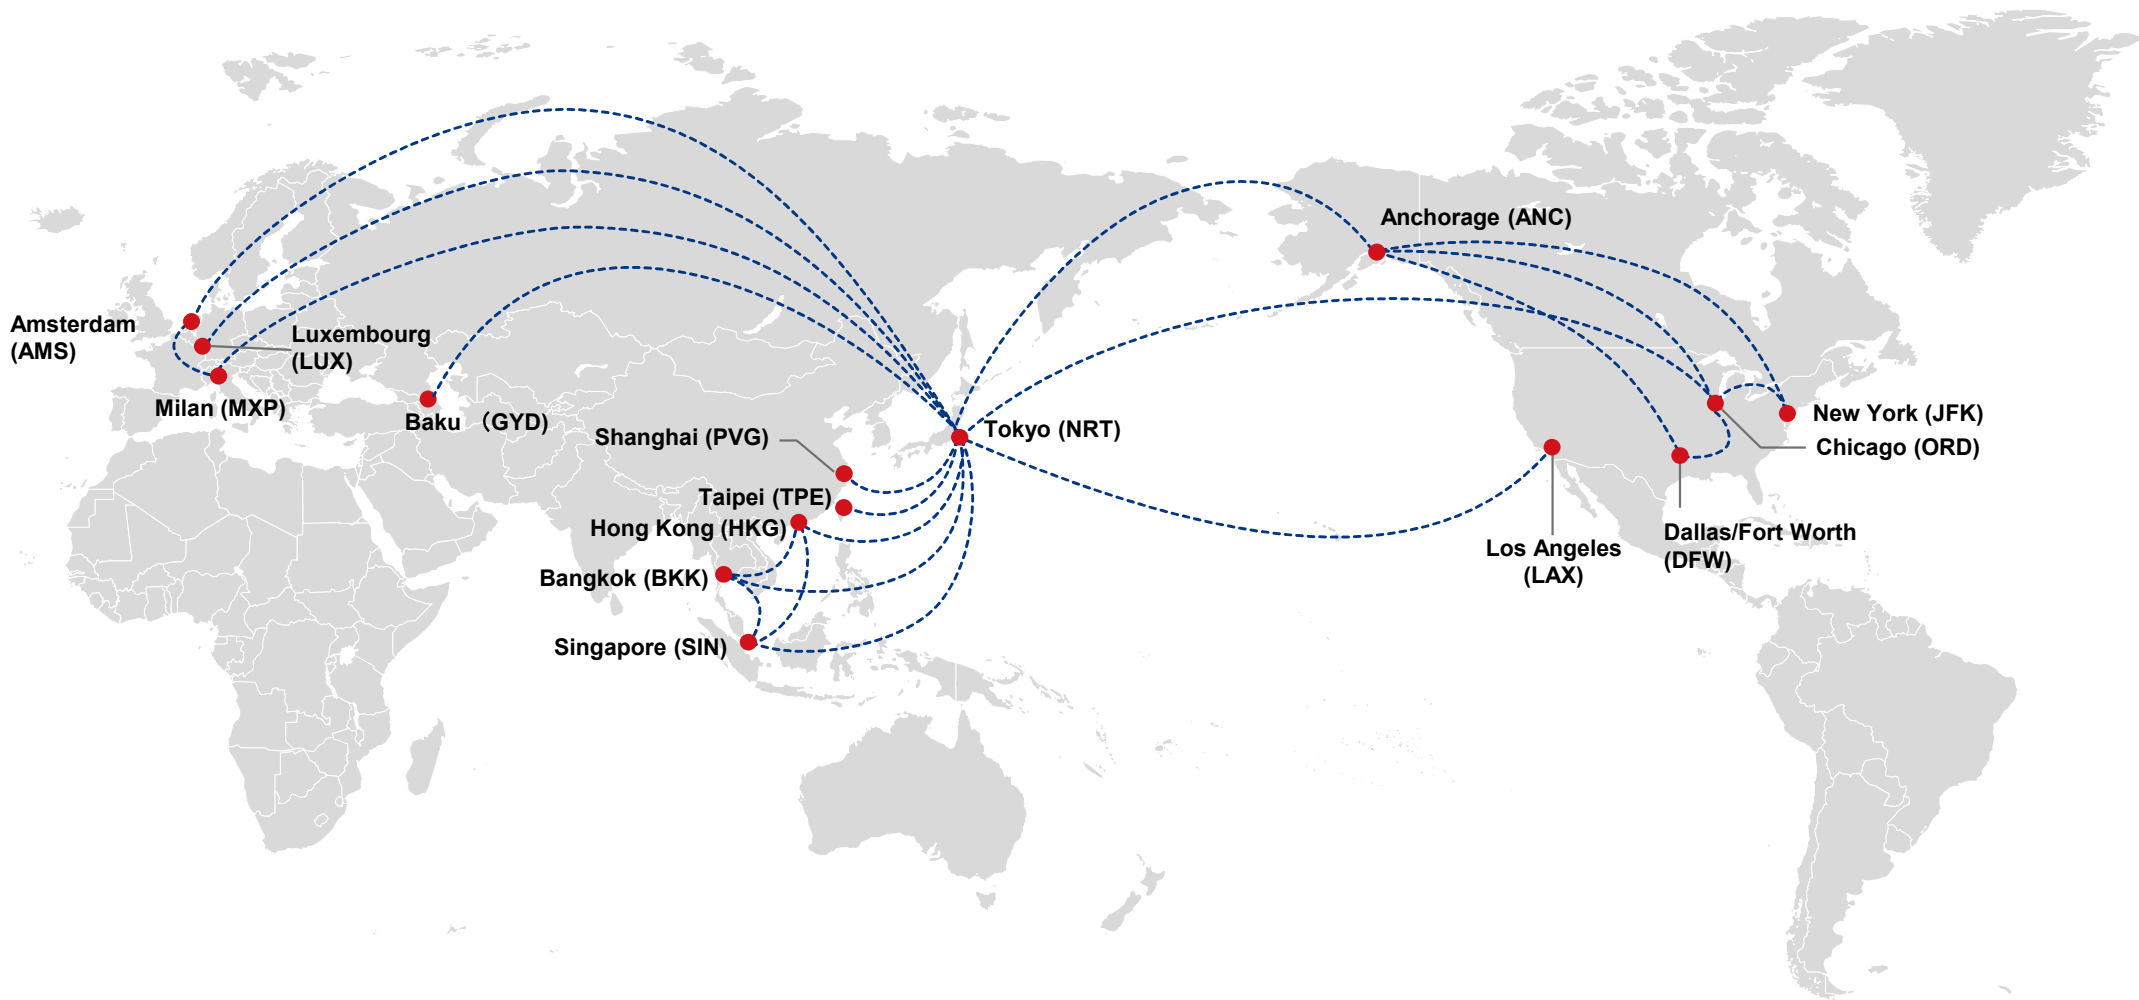 Amsterdam
(AMS)
Luxembourg
(LUX)
Milan (MXP)
Baku （GYD)
Shanghai (PVG)
Taipei (TPE)
Hong Kong (HKG)
Bangkok (BKK)
Singapore (SIN)
Tokyo (NRT)
Anchorage (ANC)
New York (JFK)
Chicago (ORD)
Dallas/Fort Worth
(DFW)
Los Angeles
(LAX)